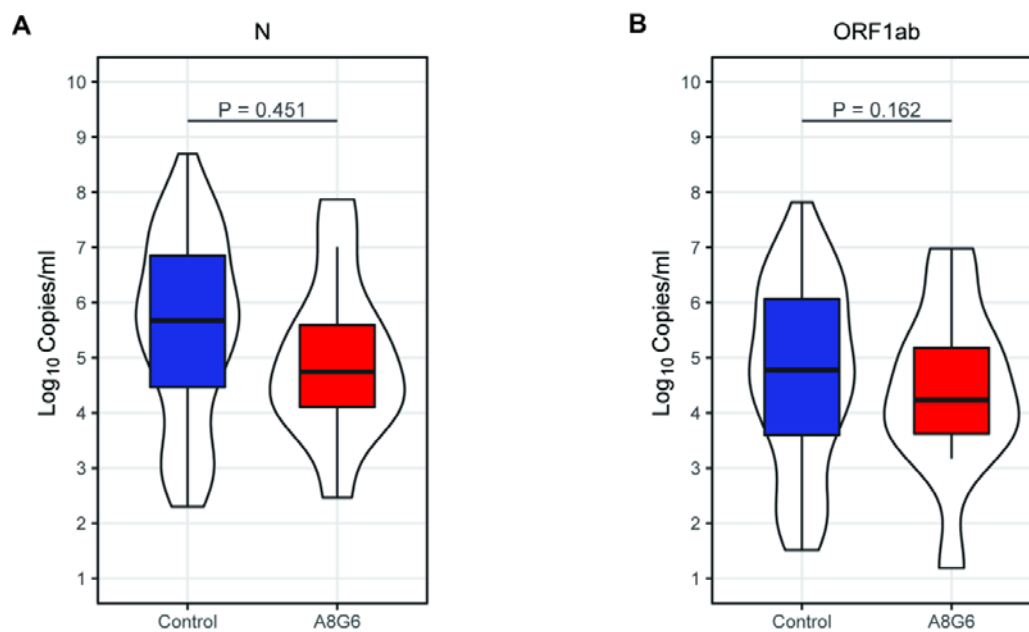 A
N
Log10 Copies/ml
10
9
8
7
6
5
4
3
2
1
P = 0.451
Control
A8G6
B
ORF1ab
Log10 Copies/ml
10
9
8
7
6
5
4
3
2
1
P = 0.162
Control
A8G6